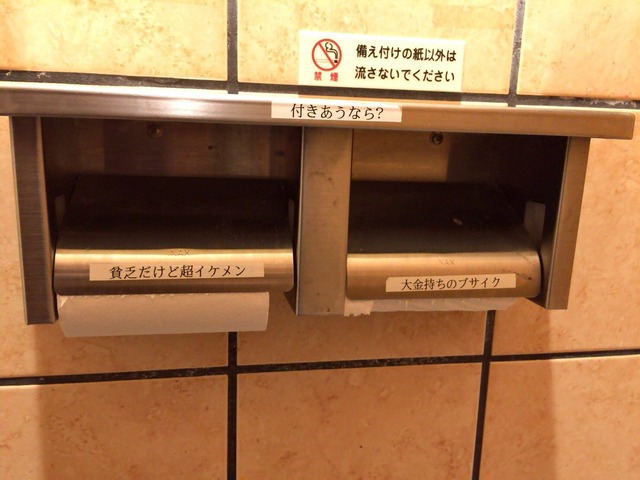 備え付けの紙以外は
流さないでください
禁煙
付きあうなら?
貧乏だけど超イケメン
大金持ちのブサイク